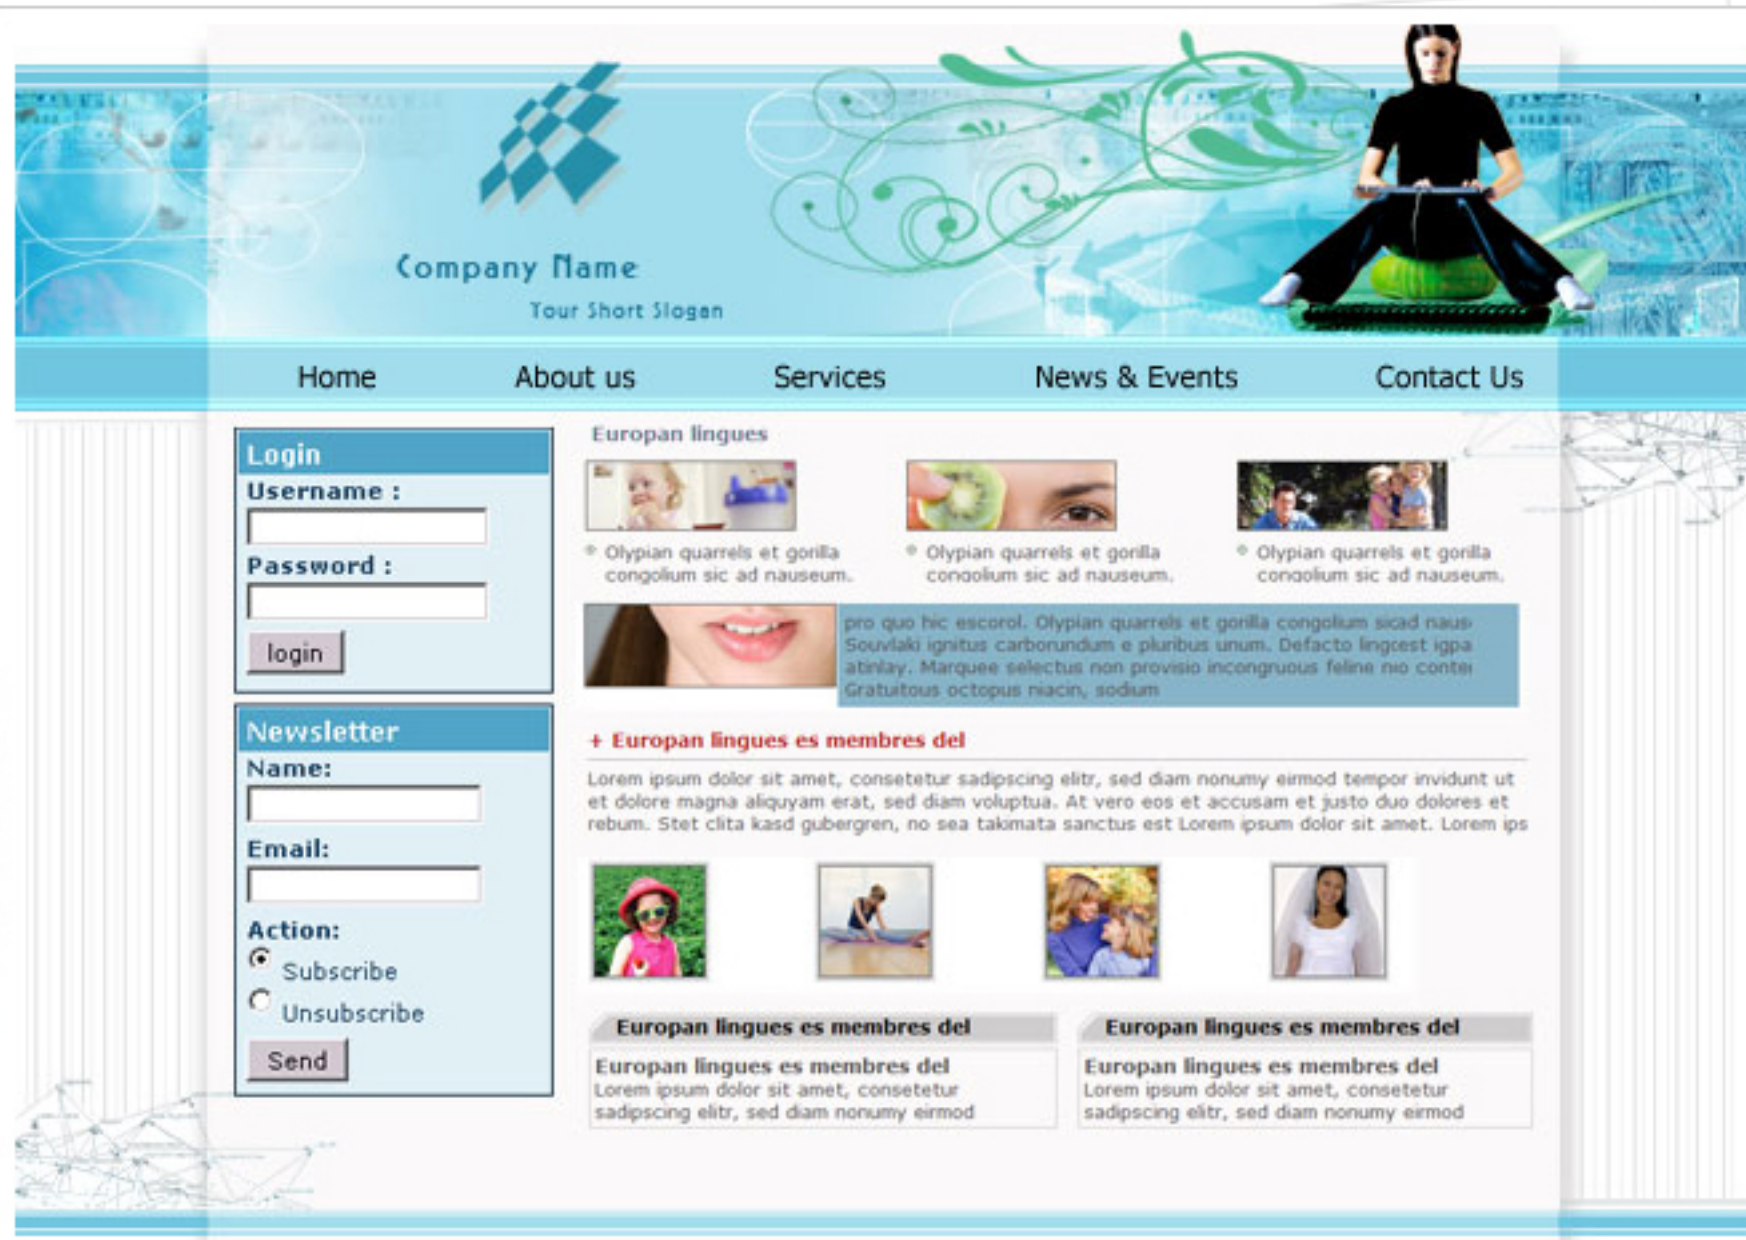 Company Name
Your Short Slogan
Home About us Services News & Events Contact Us
Login
Username :
Password :
login
Newsletter
Name:
Email:
Action:
Subscribe
Unsubscribe
Send
Europan lingues
Olypian quarrels et gorilla
congolium sic ad nauseum.
Olypian quarrels et gorilla
congolium sic ad nauseum.
Olypian quarrels et gorilla
congolium sic ad nauseum.
pro quo hic escorol. Olypian quarrels et gorilla congolium sicad naus
Souvlaki ignitus carborundum e pluribus unum. Defacto lingcest igpa
atinlay. Marquee selectus non provisio incongruous feline nio conte
Gratuitous octopus niacin, sodium
+ Europan lingues es membres del
Lorem ipsum dolor sit amet, consetetur sadipscing elitr, sed diam nonumy eirmod tempor invidunt ut
et dolore magna aliquyam erat, sed diam voluptua. At vero eos et accusam et justo duo dolores et
rebum. Stet clita kasd gubergren, no sea takimata sanctus est Lorem ipsum dolor sit amet. Lorem ips
Europan lingues es membres del
Europan lingues es membres del
Lorem ipsum dolor sit amet, consetetur
sadipscing elitr, sed diam nonumy eirmod
Europan lingues es membres del
Europan lingues es membres del
Lorem ipsum dolor sit amet, consetetur
sadipscing elitr, sed diam nonumy eirmod